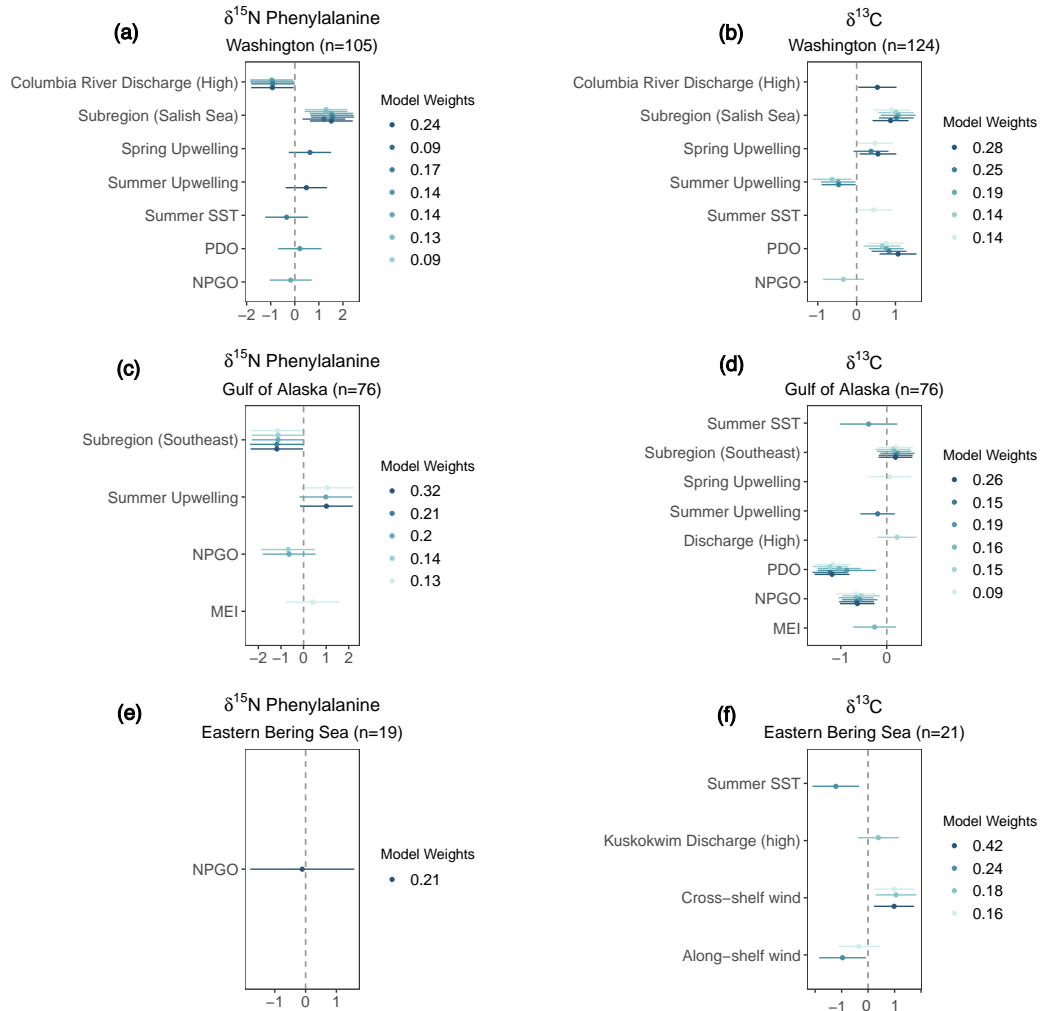 (a)
δ15N Phenylalanine
Washington (n=105)
Columbia River Discharge (High)
Subregion (Salish Sea)
Spring Upwelling
Summer Upwelling
Summer SST
PDO
NPGO
−2 −1 0 1 2
Model Weights
0.24
0.09
0.17
0.14
0.14
0.13
0.09
(b)
δ13C
Washington (n=124)
Columbia River Discharge (High)
Subregion (Salish Sea)
Spring Upwelling
Summer Upwelling
Summer SST
PDO
NPGO
−1 0 1
Model Weights
0.28
0.25
0.19
0.14
0.14
(c)
δ15N Phenylalanine
Gulf of Alaska (n=76)
Subregion (Southeast)
Summer Upwelling
NPGO
MEI
−2 −1 0 1 2
Model Weights
0.32
0.21
0.2
0.14
0.13
(d)
δ13C
Gulf of Alaska (n=76)
Summer SST
Subregion (Southeast)
Spring Upwelling
Summer Upwelling
Discharge (High)
PDO
NPGO
MEI
−1 0
Model Weights
0.26
0.15
0.19
0.16
0.15
0.09
(e)
δ15N Phenylalanine
Eastern Bering Sea (n=19)
NPGO
−1 0 1
Model Weights
0.21
(f)
δ13C
Eastern Bering Sea (n=21)
Summer SST
Kuskokwim Discharge (high)
Cross−shelf wind
Along−shelf wind
−1 0 1
Model Weights
0.42
0.24
0.18
0.16